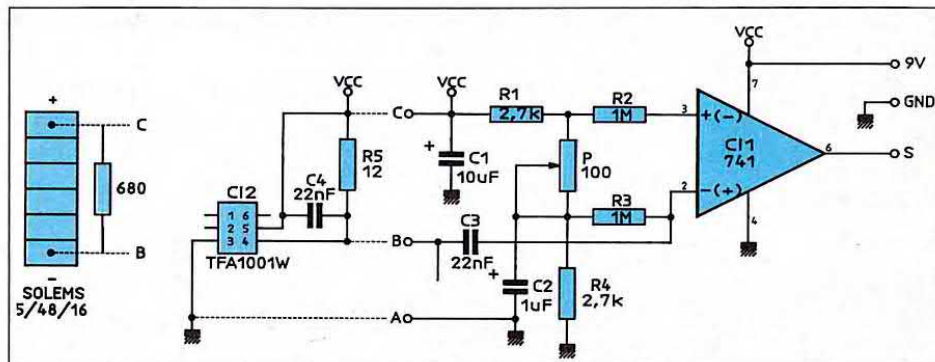 VCC
VCC
VCC
9V
GND
S
+
C
680
B
-
SOLEMS
5/48/16
C
R1
2,7k
R2
1M
3
+(-)
7
CI1
741
6
2
-(+)
4
+
C1
10uF
P
100
R5
12
C4
22nF
CI2
1 6
2 5
3 4
TFA1001W
B
C3
22nF
R3
1M
+
C2
1uF
R4
2,7k
A